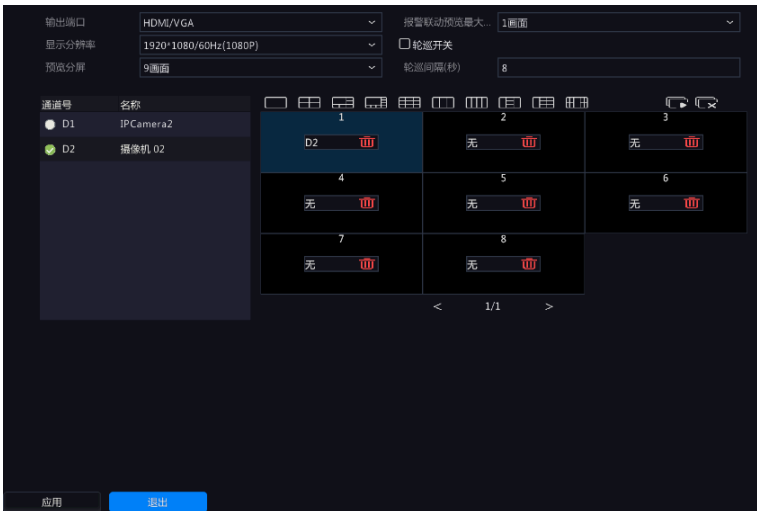 输出端口 HDMI/VGA 报警联动预览最大... 1画面
显示分辨率 1920*1080/60Hz(1080P) 轮巡开关
预览分屏 9画面 轮巡间隔(秒) 8
通道号 名称
D1 IPCamera2
D2 摄像机 02
1 2 3
D2 无 无
4 5 6
无 无 无
7 8
无 无
< 1/1 >
应用 退出